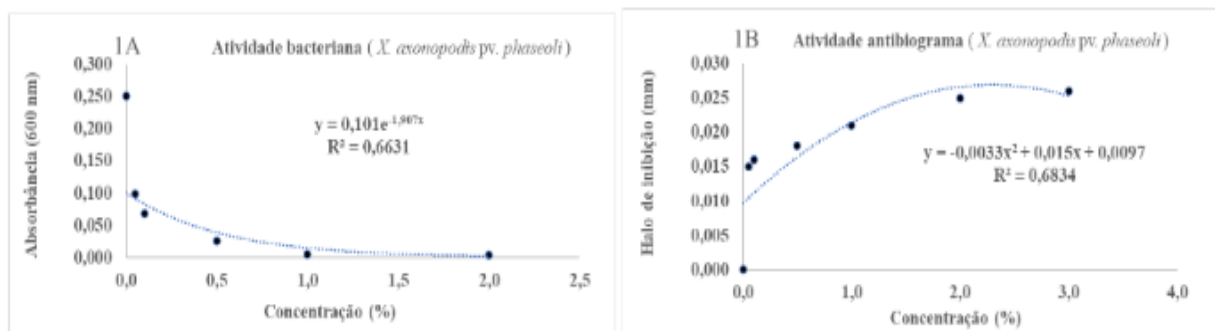 1A Atividade bacteriana ( X. axonopodis pv. phaseoli )
0,300
0,250
0,200
0,150
0,100
0,050
0,000
Absorbância (600 nm)
y = 0,101e-1,907x
R² = 0,6631
0,0 0,5 1,0 1,5 2,0 2,5
Concentração (%)
1B Atividade antibiograma ( X. axonopodis pv. phaseoli )
0,030
0,025
0,020
0,015
0,010
0,005
0,000
Halo de inibição (mm)
y = -0,0033x² + 0,015x + 0,0097
R² = 0,6834
0,0 1,0 2,0 3,0 4,0
Concentração (%)